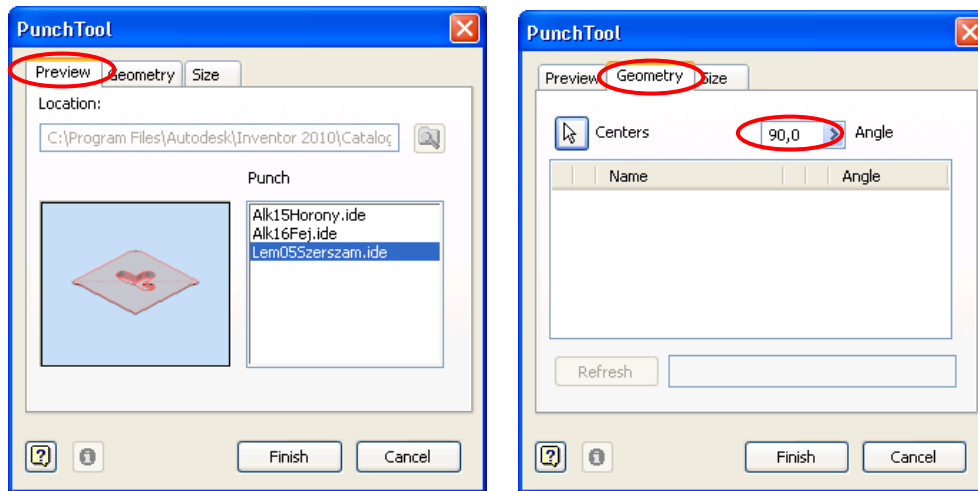 PunchTool
Preview Geometry Size
Location:
C:\Program Files\Autodesk\Inventor 2010\Catalog
Punch
Alk15Horony.ide
Alk16Fej.ide
Lem05Szerszam.ide
Finish Cancel
PunchTool
Preview Geometry Size
Centers 90,0 Angle
Name Angle
Refresh
Finish Cancel